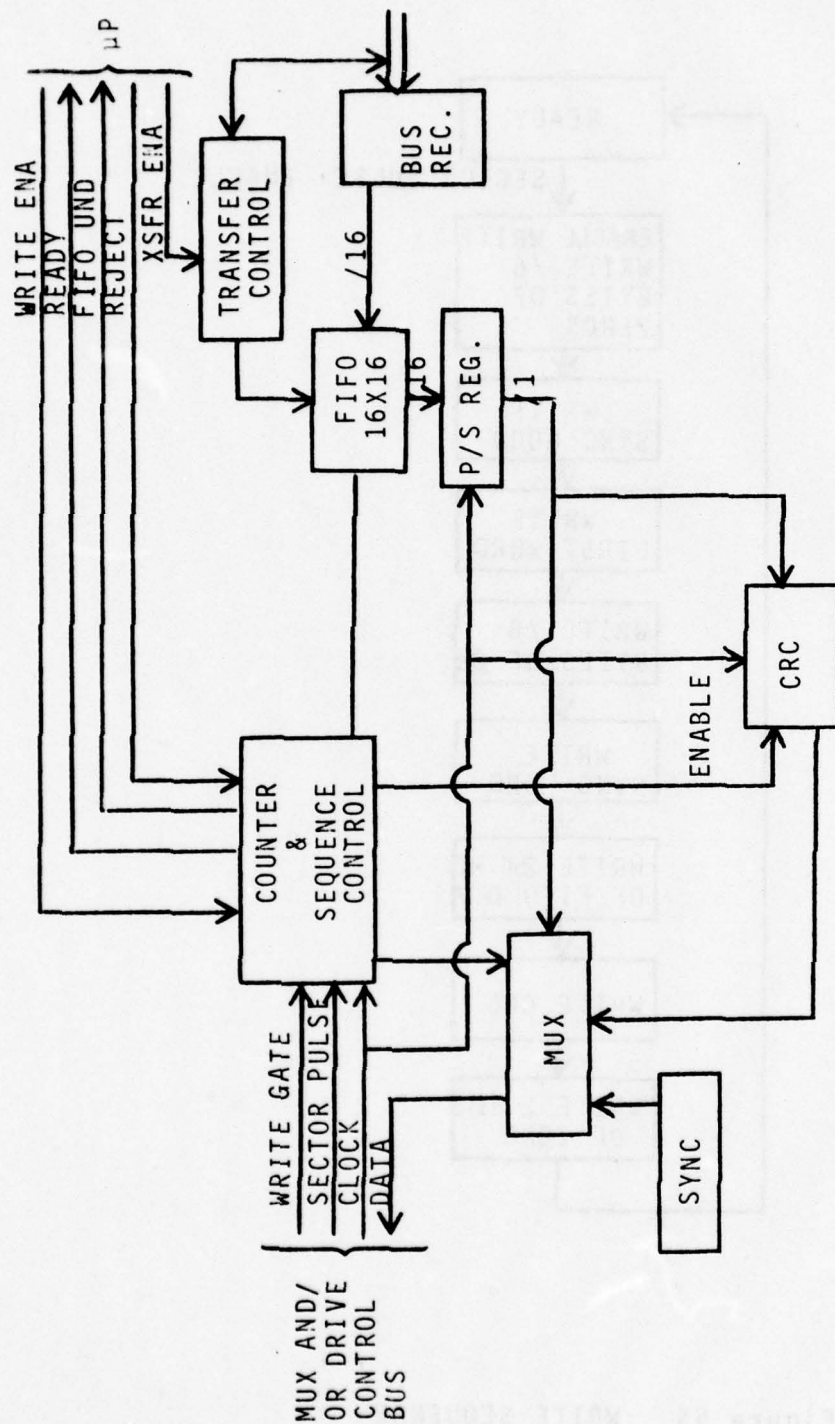 WRITE ENA
READY
FIFO UND
REJECT
XSFR ENA
µP
TRANSFER
CONTROL
BUS REC.
/16
FIFO
16X16
16
P/S REG.
1
COUNTER
&
SEQUENCE
CONTROL
ENABLE
CRC
WRITE GATE
SECTOR PULSE
CLOCK
DATA
MUX AND/
OR DRIVE
CONTROL
BUS
MUX
SYNC